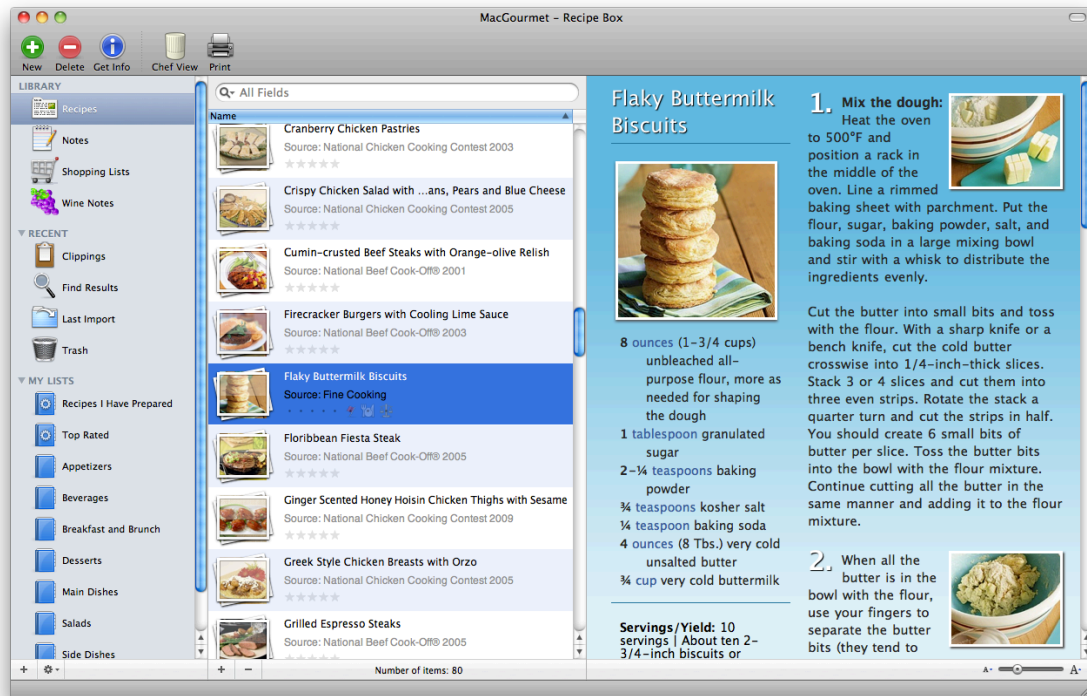 MacGourmet – Recipe Box
New
Delete
Get Info
Chef View
Print
LIBRARY
Recipes
Notes
Shopping Lists
Wine Notes
RECENT
Clippings
Find Results
Last Import
Trash
MY LISTS
Recipes I Have Prepared
Top Rated
Appetizers
Beverages
Breakfast and Brunch
Desserts
Main Dishes
Salads
Side Dishes
All Fields
Name
Cranberry Chicken Pastries
Source: National Chicken Cooking Contest 2003
Crispy Chicken Salad with ...ans, Pears and Blue Cheese
Source: National Chicken Cooking Contest 2005
Cumin-crusted Beef Steaks with Orange-olive Relish
Source: National Beef Cook-Off® 2001
Firecracker Burgers with Cooling Lime Sauce
Source: National Beef Cook-Off® 2003
Flaky Buttermilk Biscuits
Source: Fine Cooking
Floribbean Fiesta Steak
Source: National Beef Cook-Off® 2005
Ginger Scented Honey Hoisin Chicken Thighs with Sesame
Source: National Chicken Cooking Contest 2009
Greek Style Chicken Breasts with Orzo
Source: National Chicken Cooking Contest 2005
Grilled Espresso Steaks
Source: National Beef Cook-Off® 2005
Number of items: 80
Flaky Buttermilk
Biscuits
8 ounces (1-3/4 cups)
unbleached all-
purpose flour, more as
needed for shaping
the dough
1 tablespoon granulated
sugar
2-¼ teaspoons baking
powder
¾ teaspoons kosher salt
¼ teaspoon baking soda
4 ounces (8 Tbs.) very cold
unsalted butter
¾ cup very cold buttermilk
Servings/Yield: 10
servings | About ten 2-
3/4-inch biscuits or
1. Mix the dough:
Heat the oven
to 500°F and
position a rack in
the middle of the
oven. Line a rimmed
baking sheet with parchment. Put the
flour, sugar, baking powder, salt, and
baking soda in a large mixing bowl
and stir with a whisk to distribute the
ingredients evenly.
Cut the butter into small bits and toss
with the flour. With a sharp knife or a
bench knife, cut the cold butter
crosswise into 1/4-inch-thick slices.
Stack 3 or 4 slices and cut them into
three even strips. Rotate the stack a
quarter turn and cut the strips in half.
You should create 6 small bits of
butter per slice. Toss the butter bits
into the bowl with the flour mixture.
Continue cutting all the butter in the
same manner and adding it to the flour
mixture.
2. When all the
butter is in the
bowl with the flour,
use your fingers to
separate the butter
bits (they tend to
A-
A+